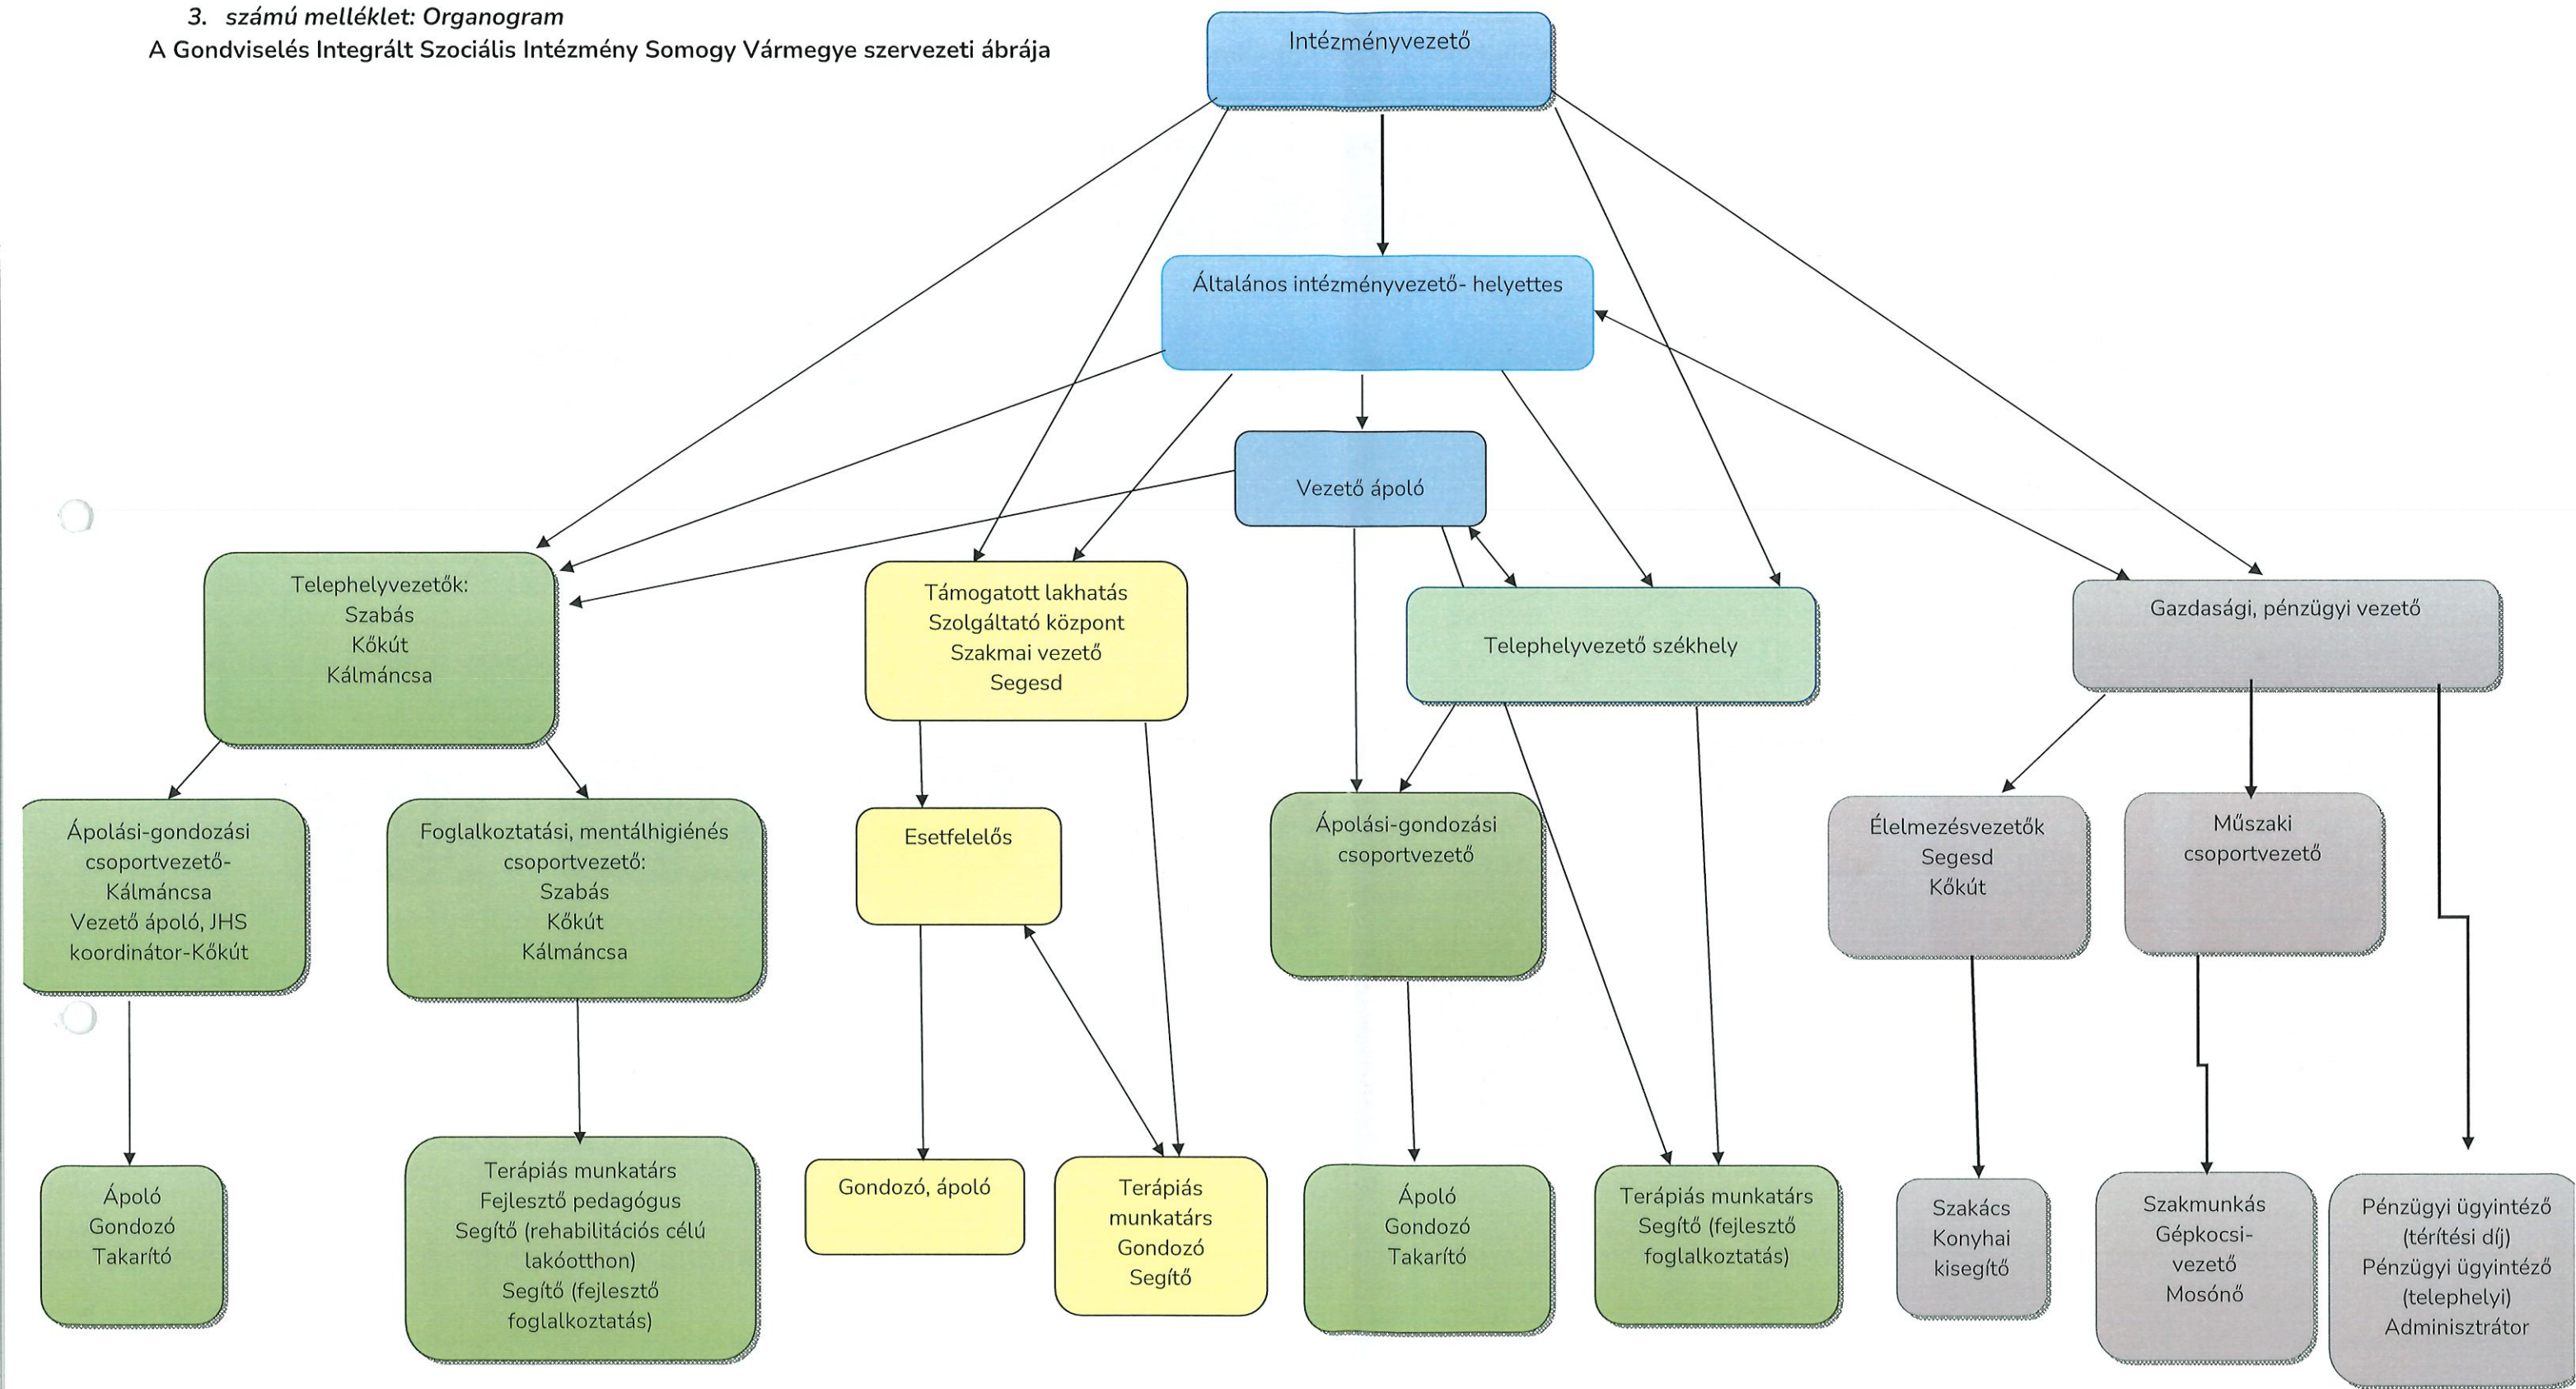 3. számú melléklet: Organogram
A Gondviselés Integrált Szociális Intézmény Somogy Vármegye szervezeti ábrája
Intézményvezető
Általános intézményvezető- helyettes
Vezető ápoló
Telephelyvezetők:
Szabás
Kőkút
Kálmáncsa
Támogatott lakhatás
Szolgáltató központ
Szakmai vezető
Segesd
Telephelyvezető székhely
Gazdasági, pénzügyi vezető
Ápolási-gondozási
csoportvezető-
Kálmáncsa
Vezető ápoló, JHS
koordinátor-Kőkút
Foglalkoztatási, mentálhigiénés
csoportvezető:
Szabás
Kőkút
Kálmáncsa
Esetfelelős
Ápolási-gondozási
csoportvezető
Élelmezésvezetők
Segesd
Kőkút
Műszaki
csoportvezető
Ápoló
Gondozó
Takarító
Terápiás munkatárs
Fejlesztő pedagógus
Segítő (rehabilitációs célú
lakóotthon)
Segítő (fejlesztő
foglalkoztatás)
Gondozó, ápoló
Terápiás
munkatárs
Gondozó
Segítő
Ápoló
Gondozó
Takarító
Terápiás munkatárs
Segítő (fejlesztő
foglalkoztatás)
Szakács
Konyhai
kisegítő
Szakmunkás
Gépkocsi-
vezető
Mosónő
Pénzügyi ügyintéző
(térítési díj)
Pénzügyi ügyintéző
(telephelyi)
Adminisztrátor